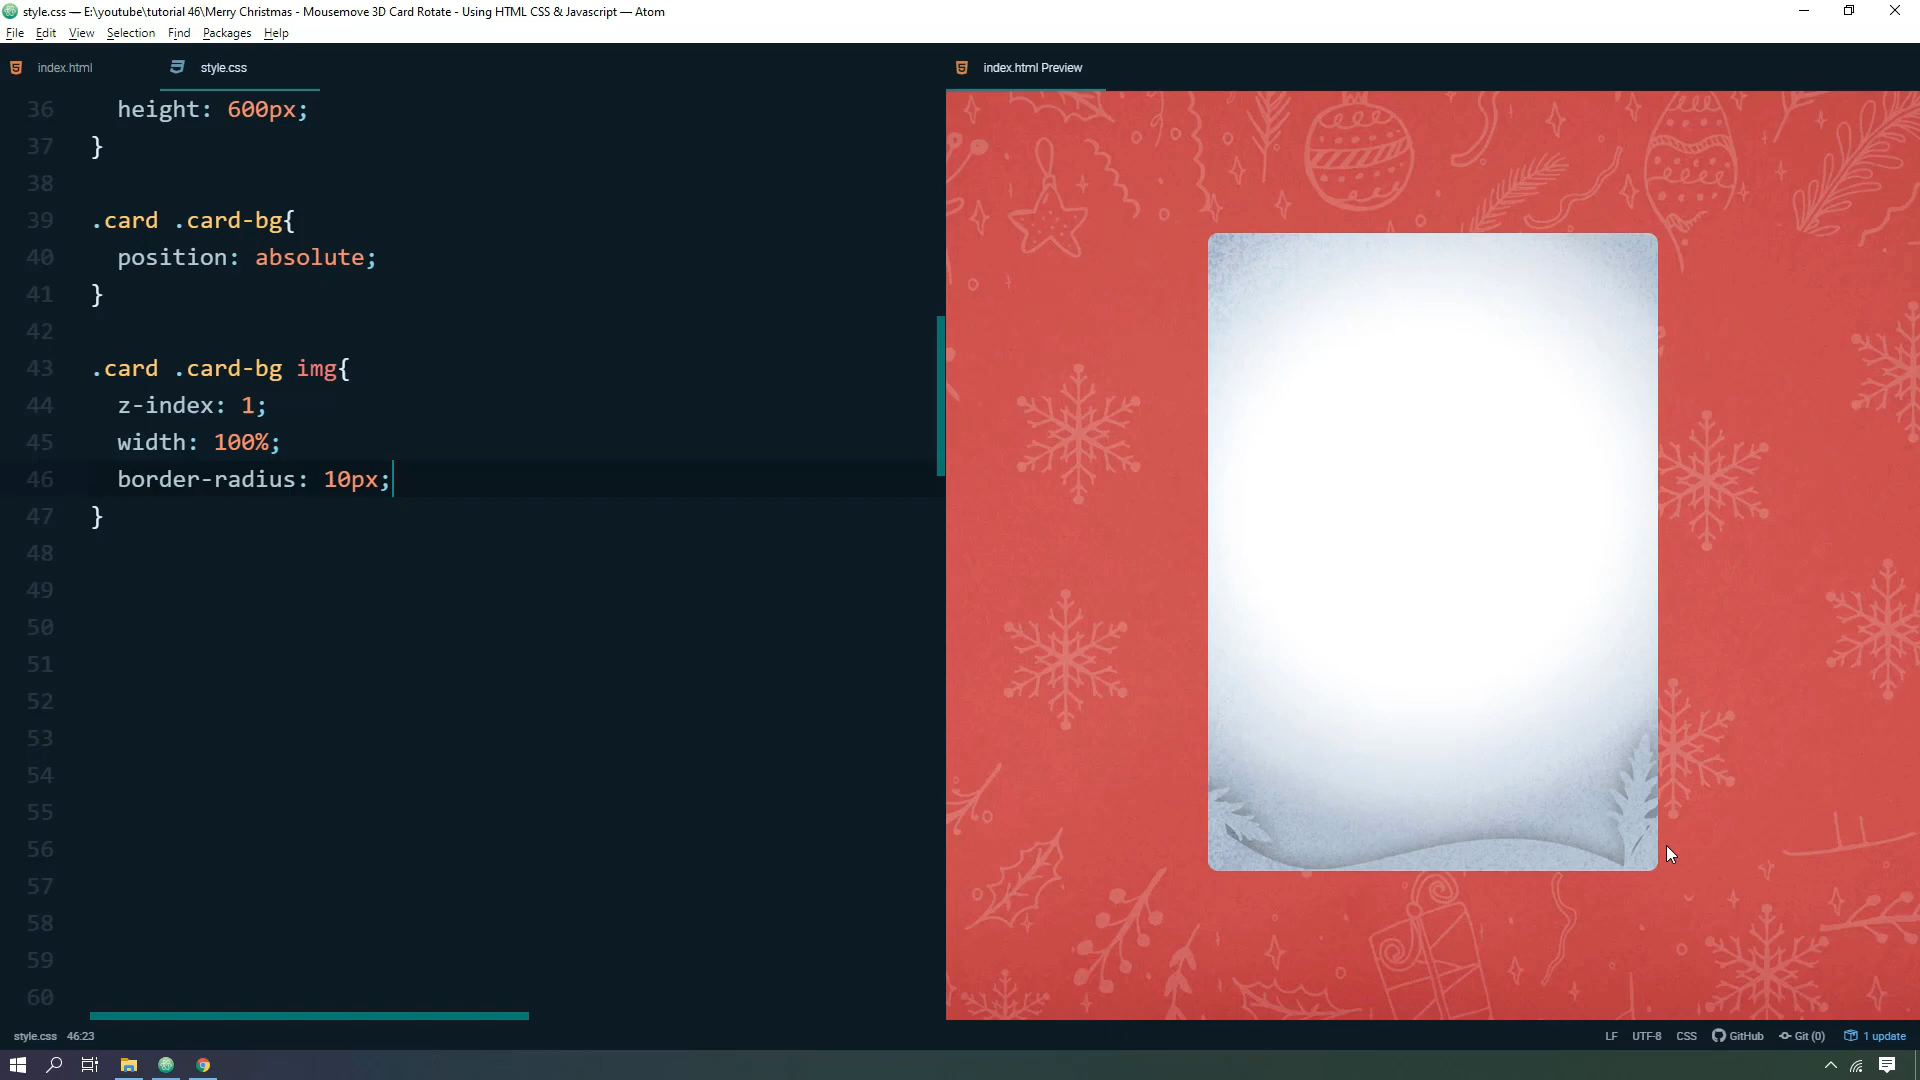 style.css — E:\youtube\tutorial 46\Merry Christmas - Mousemove 3D Card Rotate - Using HTML CSS & Javascript — Atom
File Edit View Selection Find Packages Help
index.html style.css index.html Preview
36 height: 600px;
37 }
38
39 .card .card-bg{
40 position: absolute;
41 }
42
43 .card .card-bg img{
44 z-index: 1;
45 width: 100%;
46 border-radius: 10px;
47 }
48
49
50
51
52
53
54
55
56
57
58
59
60
style.css 46:23 LF UTF-8 CSS GitHub Git (0) 1 update